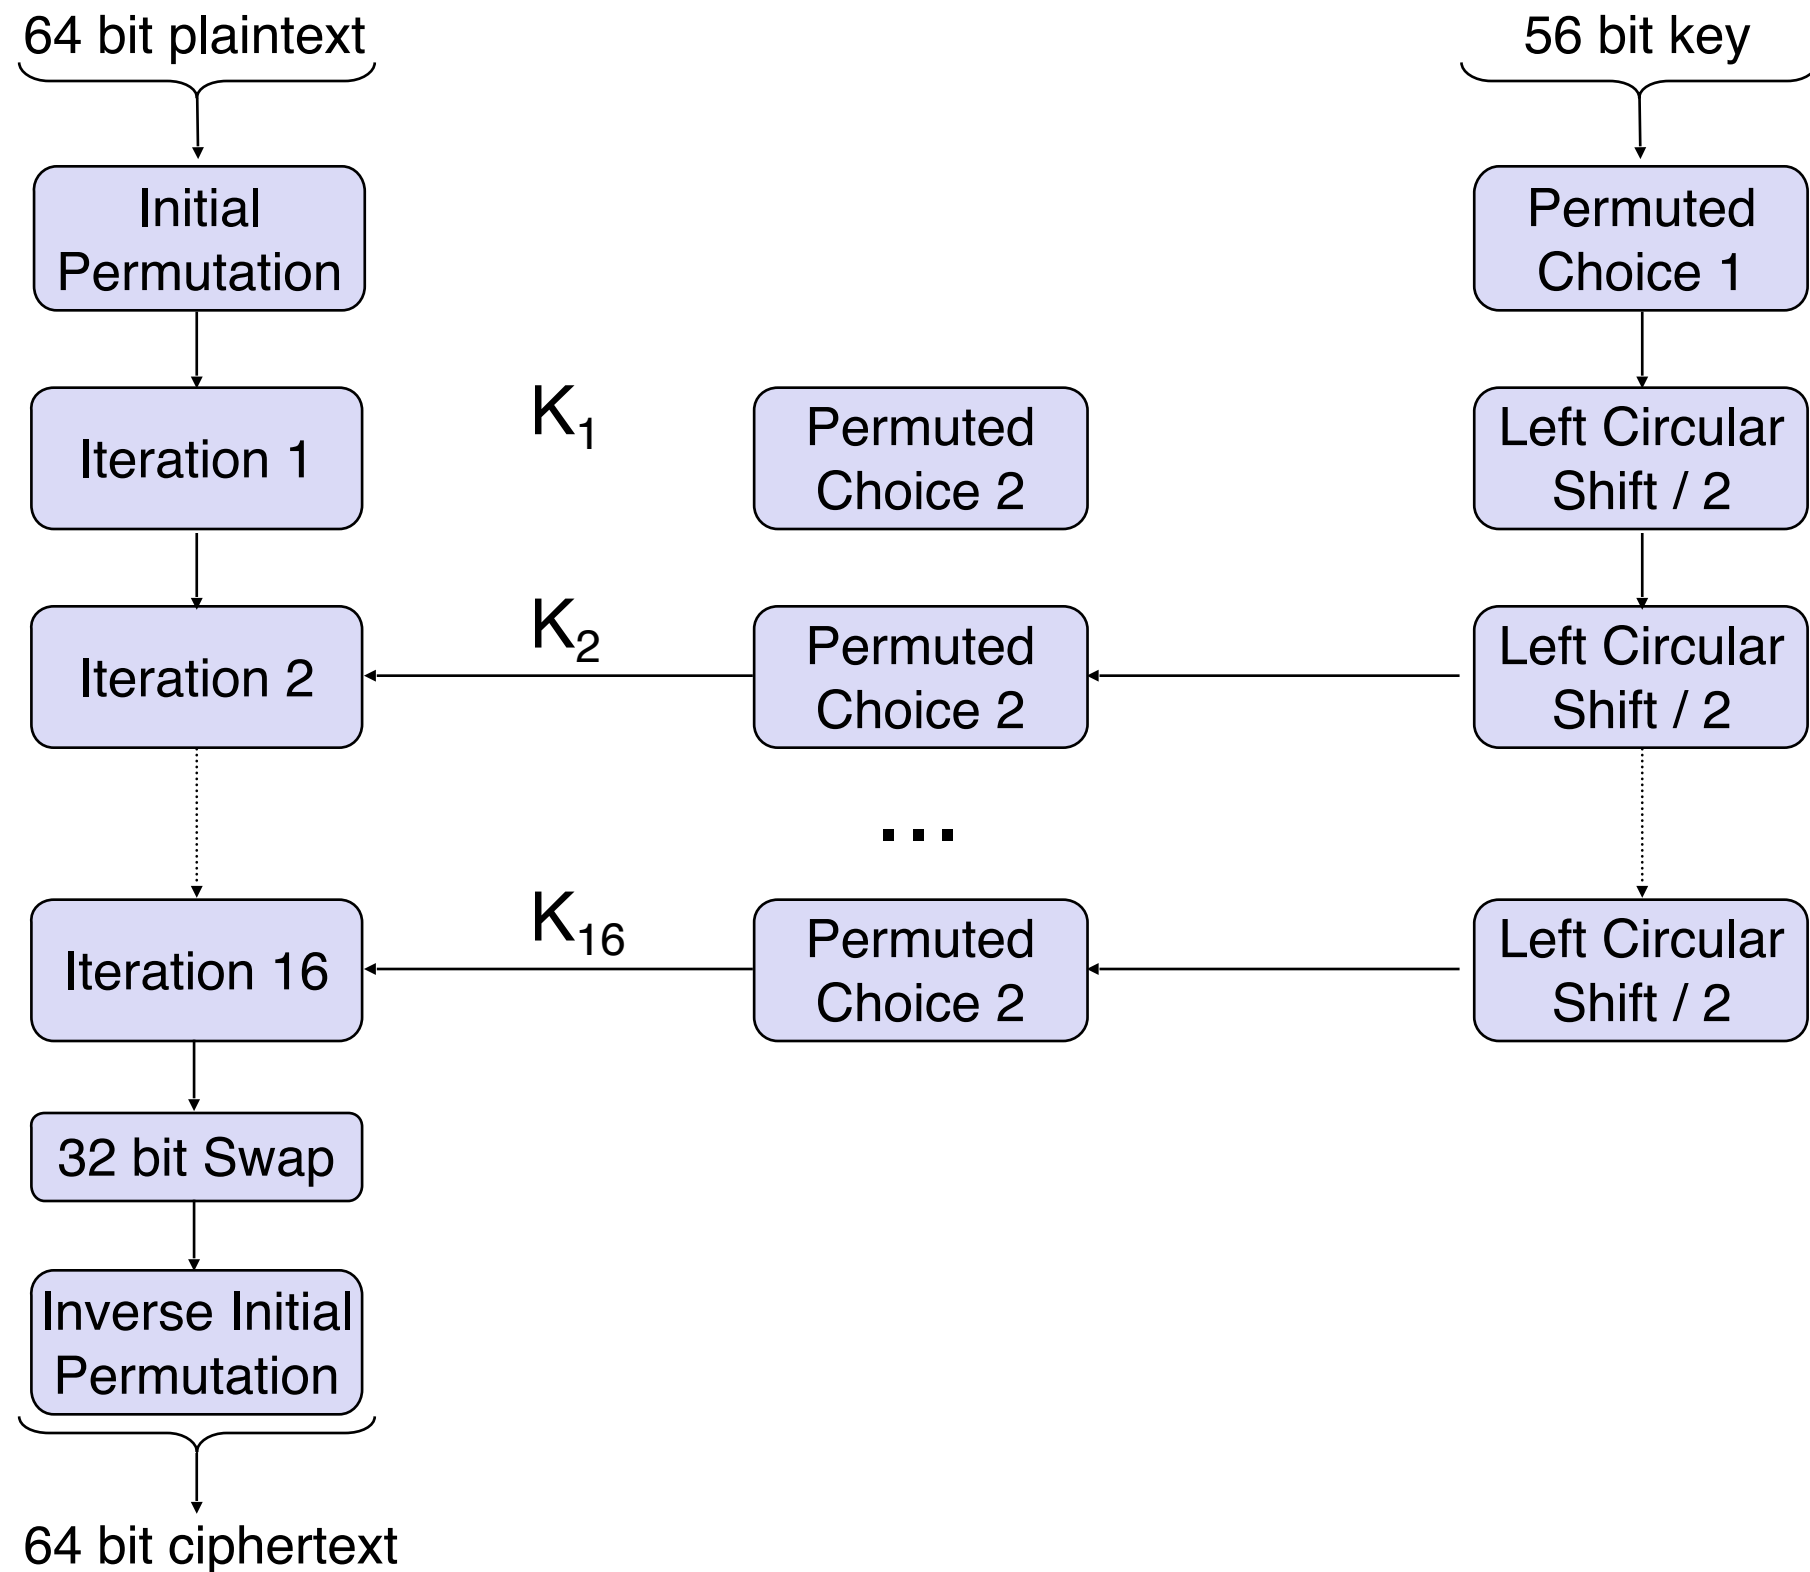 64 bit plaintext
56 bit key
Initial
Permutation
Permuted
Choice 1
Iteration 1
K₁
Permuted
Choice 2
Left Circular
Shift / 2
Iteration 2
K₂
Permuted
Choice 2
Left Circular
Shift / 2
...
Iteration 16
K₁₆
Permuted
Choice 2
Left Circular
Shift / 2
32 bit Swap
Inverse Initial
Permutation
64 bit ciphertext